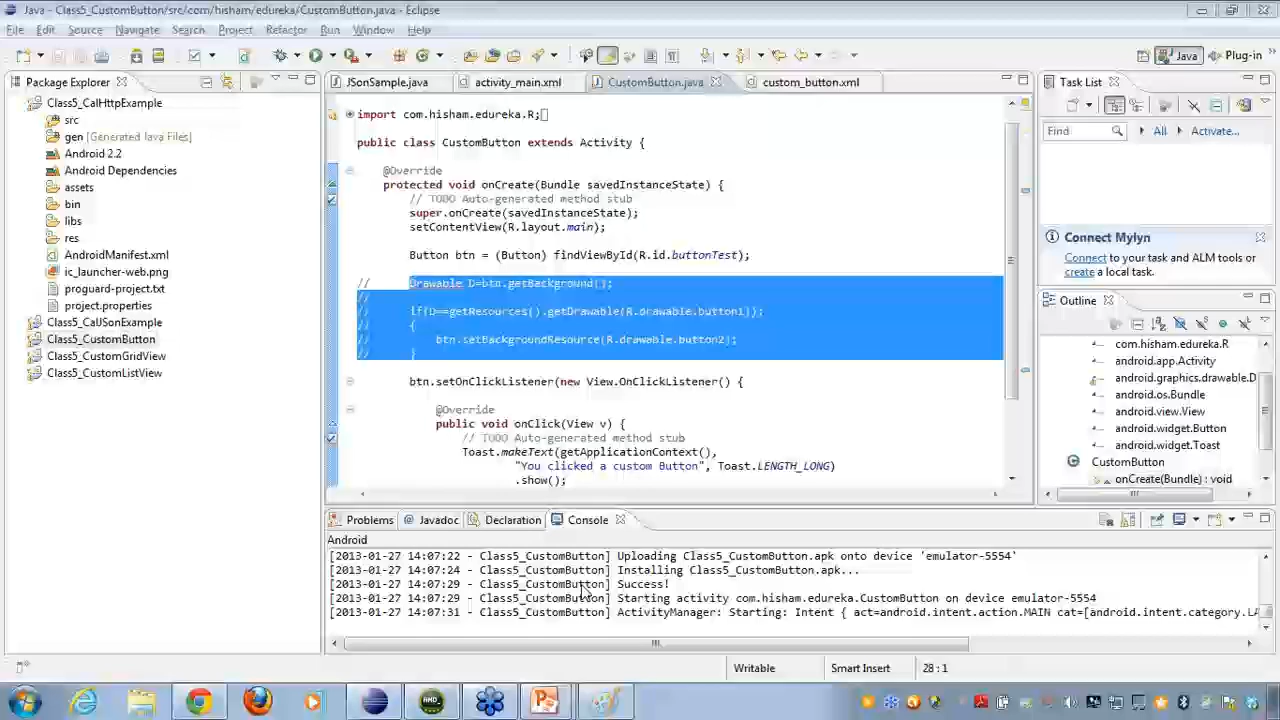 Java - Class5_CustomButton/src/com/hisham/edureka/CustomButton.java - Eclipse
File Edit Source Navigate Search Project Refactor Run Window Help
Java Plug-in
Package Explorer
JSonSample.java activity_main.xml CustomButton.java custom_button.xml
Task List
Class5_CalHttpExample
src
gen [Generated Java Files]
Android 2.2
Android Dependencies
assets
bin
libs
res
AndroidManifest.xml
ic_launcher-web.png
proguard-project.txt
project.properties
Class5_CalJSonExample
Class5_CustomButton
Class5_CustomGridView
Class5_CustomListView
import com.hisham.edureka.R;
public class CustomButton extends Activity {
@Override
protected void onCreate(Bundle savedInstanceState) {
// TODO Auto-generated method stub
super.onCreate(savedInstanceState);
setContentView(R.layout.main);
Button btn = (Button) findViewById(R.id.buttonTest);
// Drawable D=btn.getBackground();
//
// if(D==getResources().getDrawable(R.drawable.button1));
// {
// btn.setBackgroundResource(R.drawable.button2);
// }
btn.setOnClickListener(new View.OnClickListener() {
@Override
public void onClick(View v) {
// TODO Auto-generated method stub
Toast.makeText(getApplicationContext(),
"You clicked a custom Button", Toast.LENGTH_LONG)
.show();
Find All Activate...
Connect Mylyn
Connect to your task and ALM tools or
create a local task.
Outline
com.hisham.edureka.R
android.app.Activity
android.graphics.drawable.D
android.os.Bundle
android.view.View
android.widget.Button
android.widget.Toast
CustomButton
onCreate(Bundle) : void
Problems Javadoc Declaration Console
Android
[2013-01-27 14:07:22 - Class5_CustomButton] Uploading Class5_CustomButton.apk onto device 'emulator-5554'
[2013-01-27 14:07:24 - Class5_CustomButton] Installing Class5_CustomButton.apk...
[2013-01-27 14:07:29 - Class5_CustomButton] Success!
[2013-01-27 14:07:29 - Class5_CustomButton] Starting activity com.hisham.edureka.CustomButton on device emulator-5554
[2013-01-27 14:07:31 - Class5_CustomButton] ActivityManager: Starting: Intent { act=android.intent.action.MAIN cat=[android.intent.category.LA
Writable Smart Insert 28 : 1